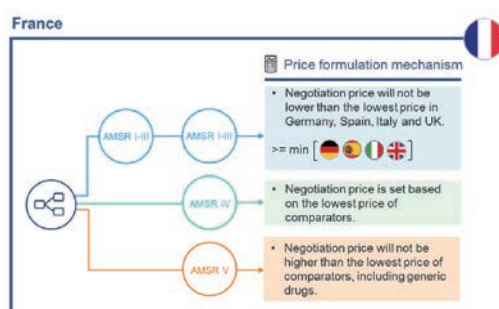 France
Price formulation mechanism
• Negotiation price will not be
lower than the lowest price in
Germany, Spain, Italy and UK.
>= min [ ]
AMSR I-III
AMSR I-III
• Negotiation price is set based
on the lowest price of
comparators.
AMSR IV
• Negotiation price will not be
higher than the lowest price of
comparators, including generic
drugs.
AMSR V